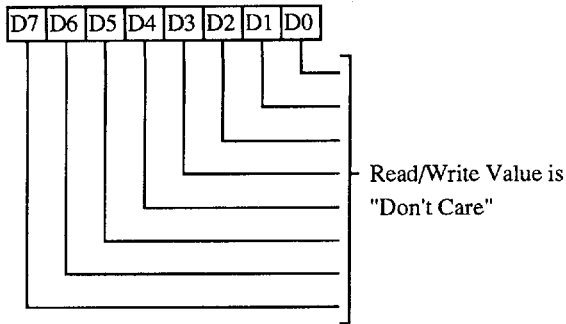 D7 D6 D5 D4 D3 D2 D1 D0
Read/Write Value is
"Don't Care"